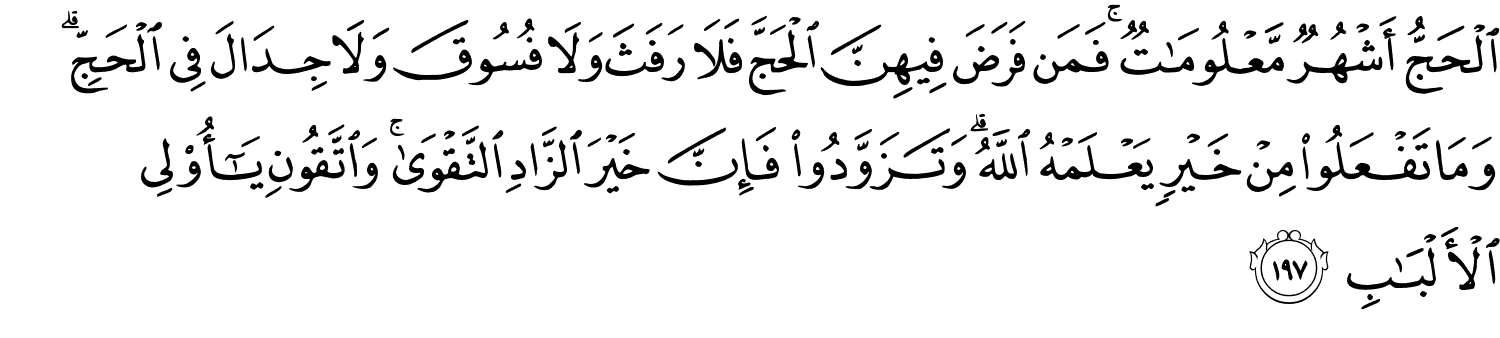 ٱلْحَجُّ أَشْهُرٌ مَّعْلُومَـٰتٌ ۚ فَمَن فَرَضَ فِيهِنَّ ٱلْحَجَّ فَلَا رَفَثَ وَلَا فُسُوقَ وَلَا جِدَالَ فِى ٱلْحَجِّ ۗ
وَمَا تَفْعَلُوا۟ مِنْ خَيْرٍ يَعْلَمْهُ ٱللَّهُ ۗ وَتَزَوَّدُوا۟ فَإِنَّ خَيْرَ ٱلزَّادِ ٱلتَّقْوَىٰ ۚ وَٱتَّقُونِ يَـٰٓأُو۟لِى
ٱلْأَلْبَـٰبِ ١٩٧